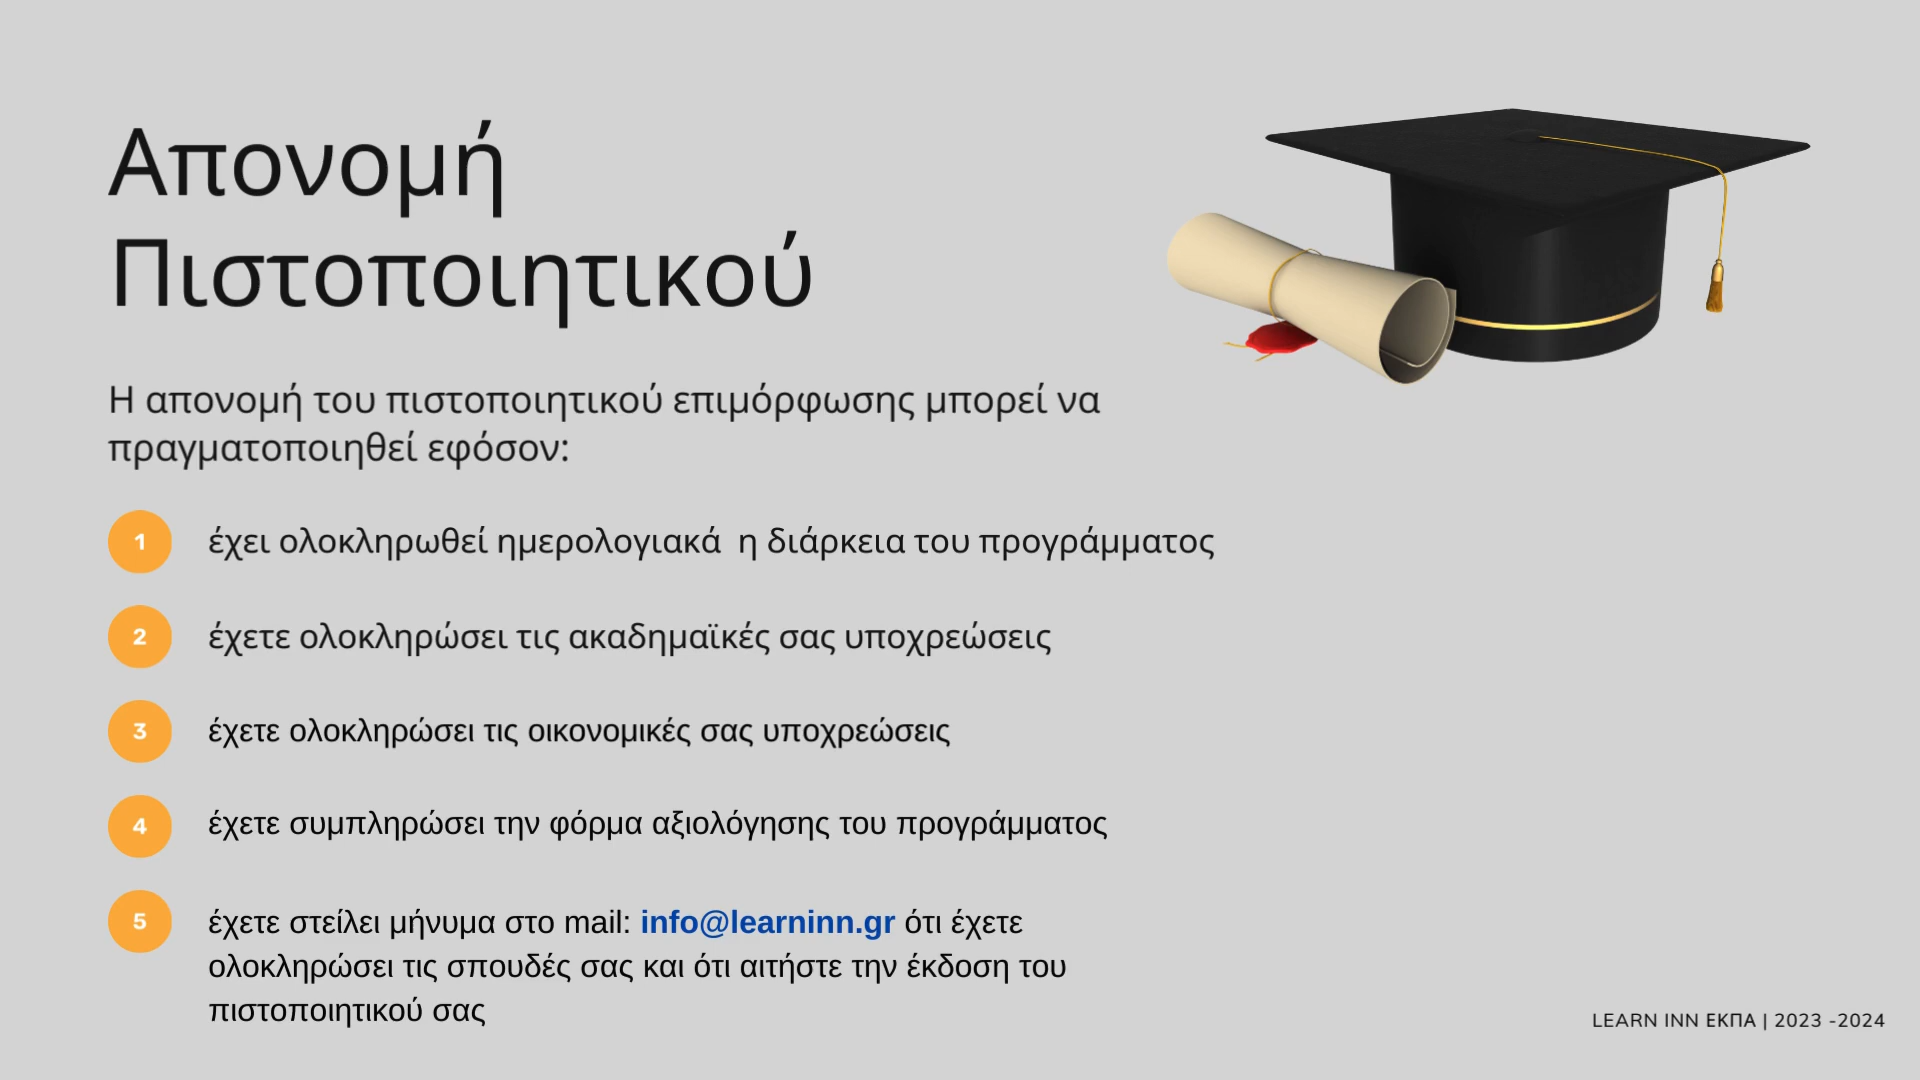 Απονομή
Πιστοποιητικού
Η απονομή του πιστοποιητικού επιμόρφωσης μπορεί να
πραγματοποιηθεί εφόσον:
1 έχει ολοκληρωθεί ημερολογιακά  η διάρκεια του προγράμματος
2 έχετε ολοκληρώσει τις ακαδημαϊκές σας υποχρεώσεις
3 έχετε ολοκληρώσει τις οικονομικές σας υποχρεώσεις
4 έχετε συμπληρώσει την φόρμα αξιολόγησης του προγράμματος
5 έχετε στείλει μήνυμα στο mail: info@learninn.gr ότι έχετε
ολοκληρώσει τις σπουδές σας και ότι αιτήστε την έκδοση του
πιστοποιητικού σας
LEARN INN ΕΚΠΑ | 2023 -2024